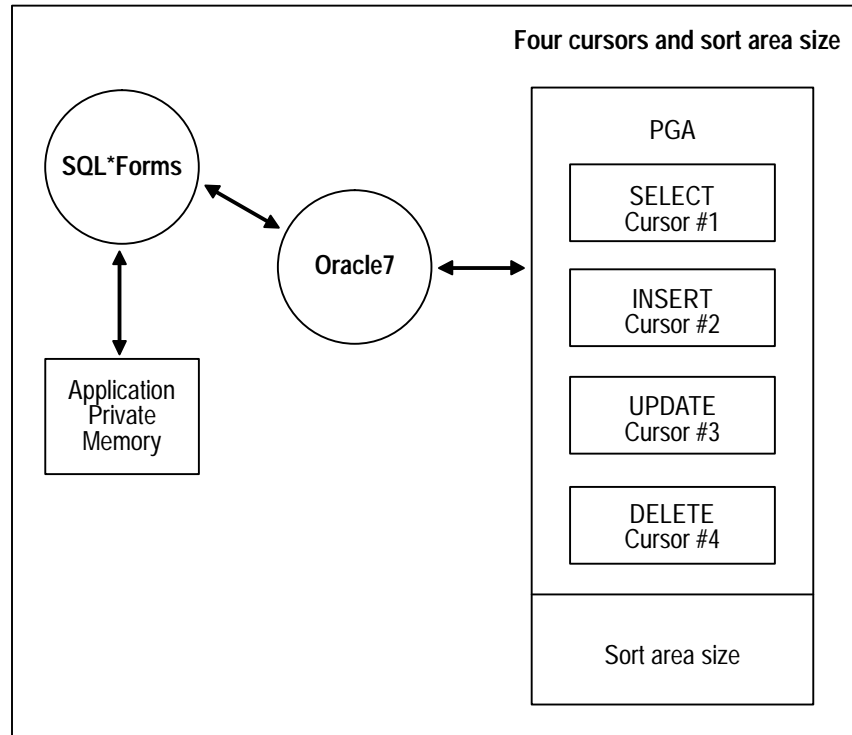 Four cursors and sort area size
SQL*Forms
Oracle7
Application
Private
Memory
PGA
SELECT
Cursor #1
INSERT
Cursor #2
UPDATE
Cursor #3
DELETE
Cursor #4
Sort area size